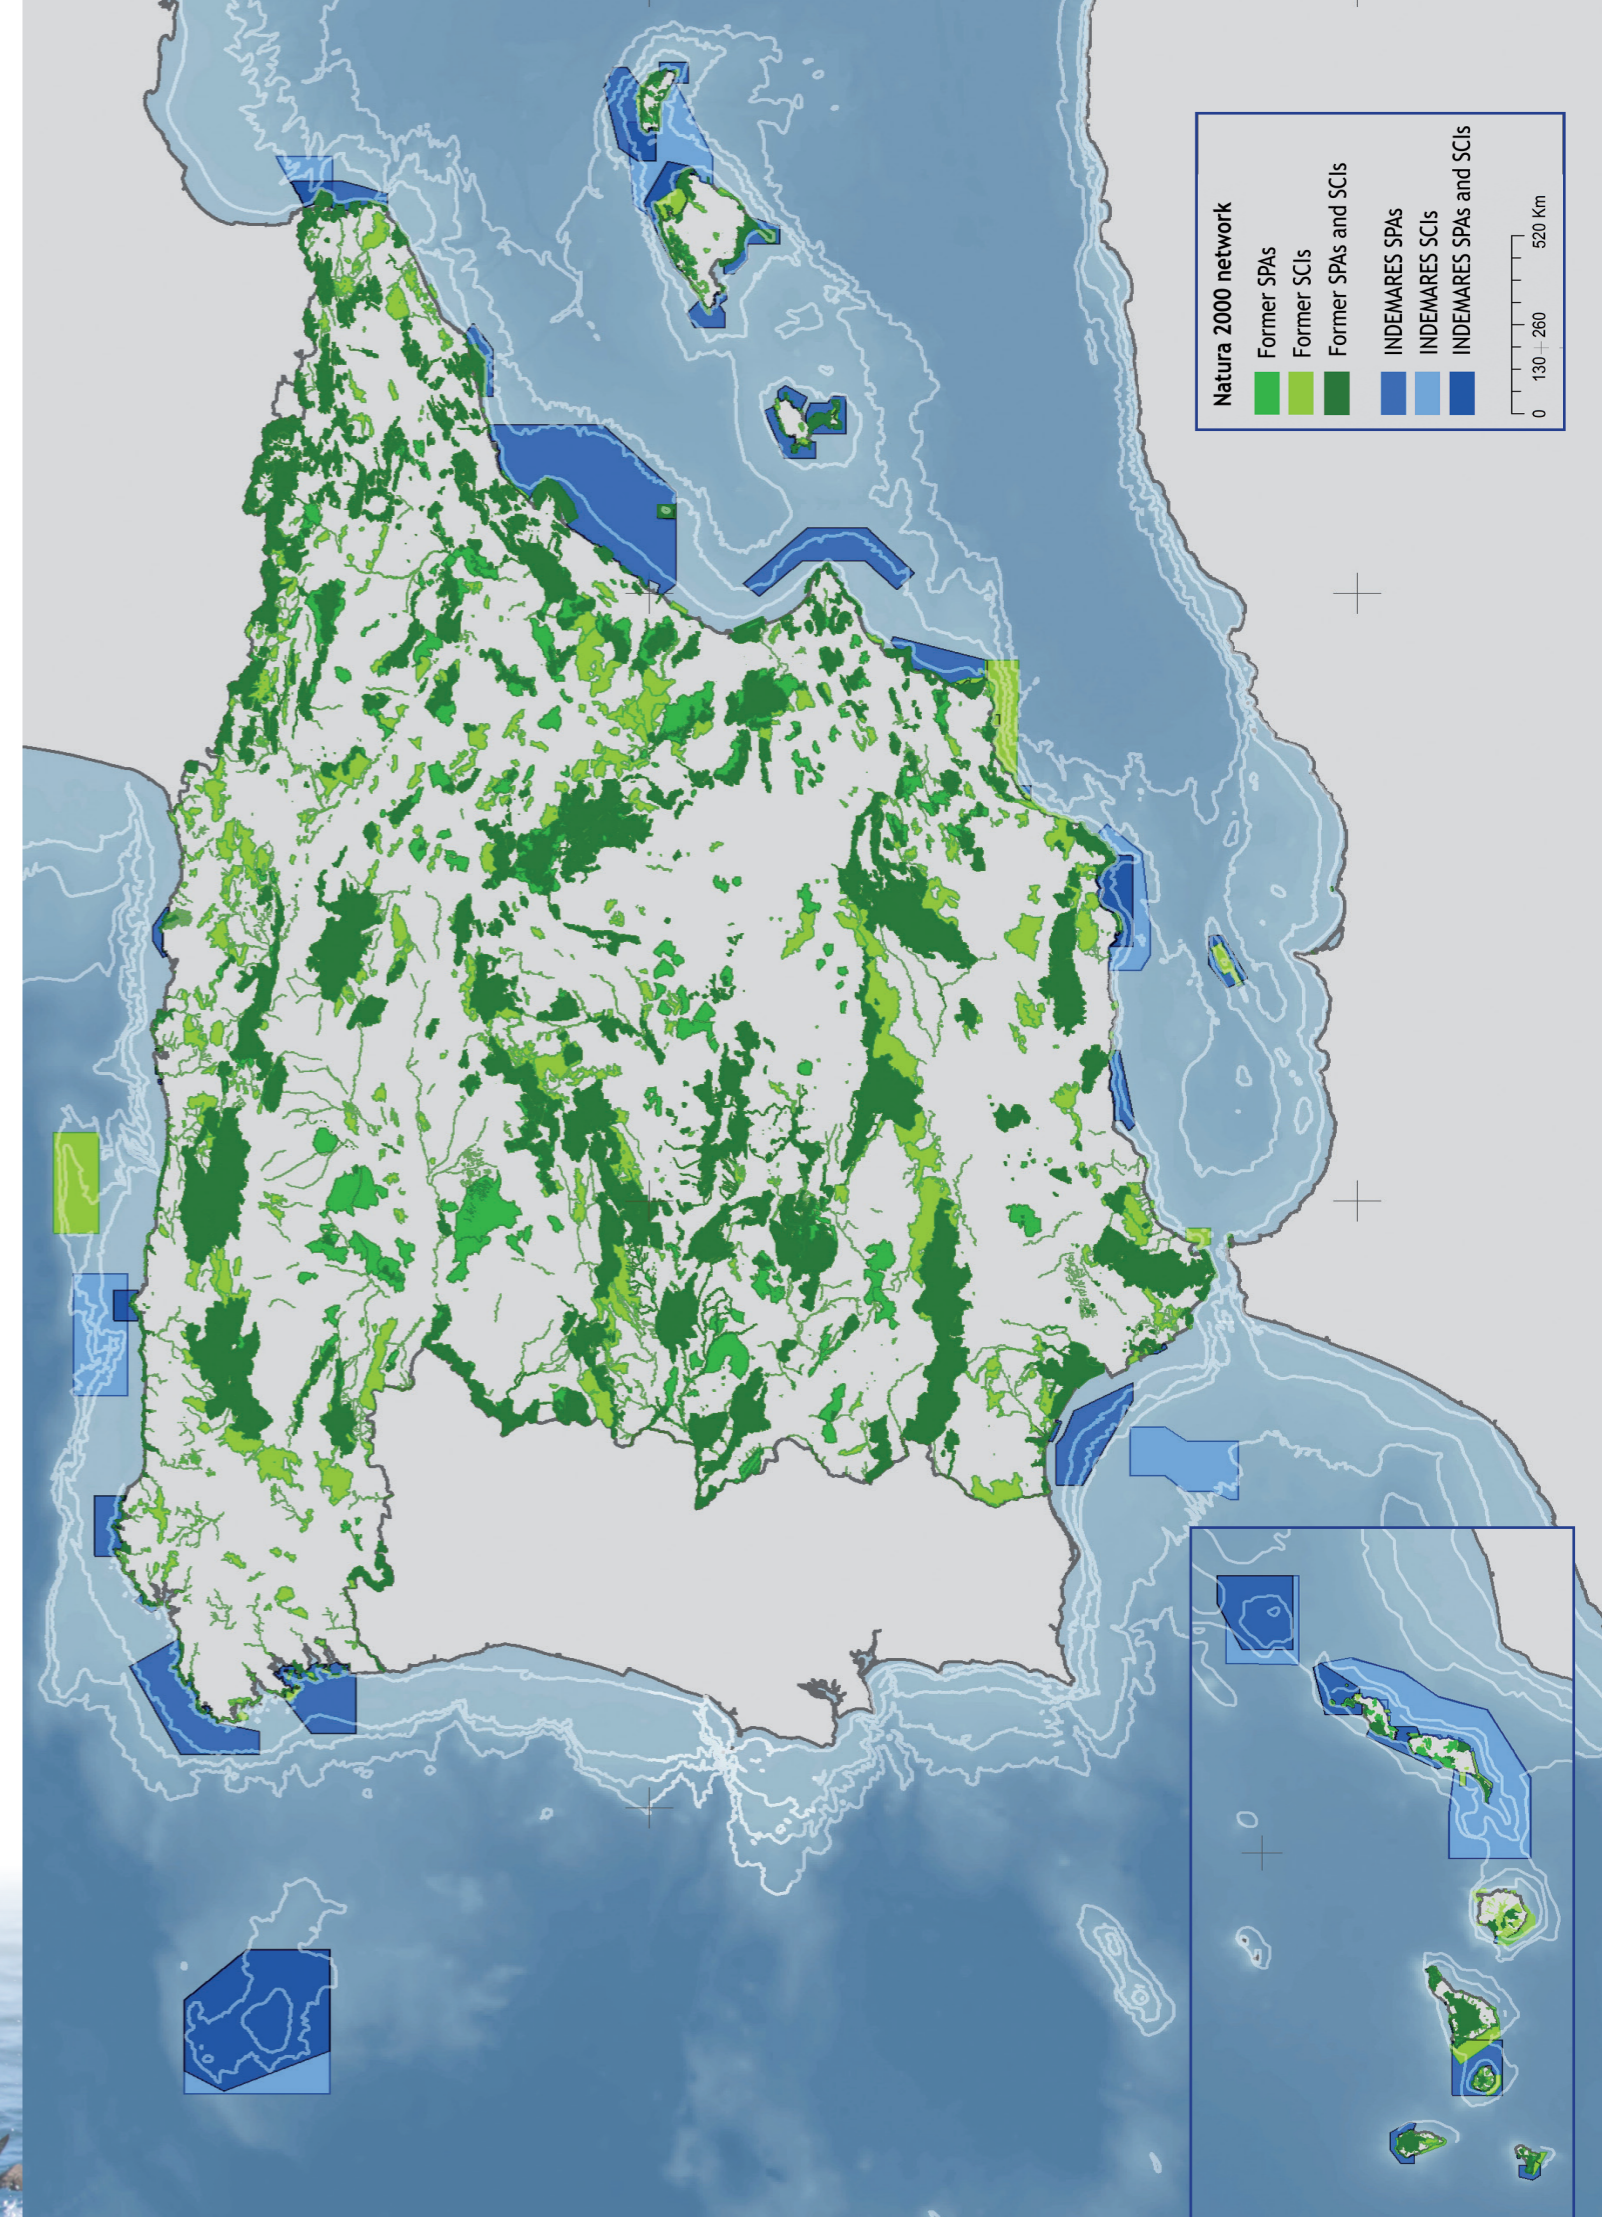 Natura 2000 network
Former SPAs
Former SCIs
Former SPAs and SCIs
INDEMARES SPAs
INDEMARES SCIs
INDEMARES SPAs and SCIs
0 130 260 520 Km